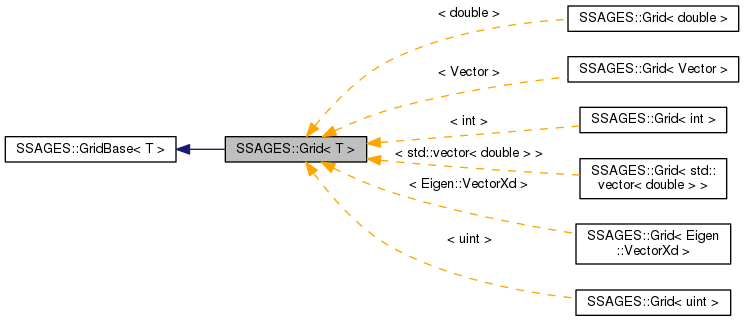 SSAGES::GridBase< T >
SSAGES::Grid< T >
< double >
< Vector >
< int >
< std::vector< double > >
< Eigen::VectorXd >
< uint >
SSAGES::Grid< double >
SSAGES::Grid< Vector >
SSAGES::Grid< int >
SSAGES::Grid< std::
vector< double > >
SSAGES::Grid< Eigen
::VectorXd >
SSAGES::Grid< uint >